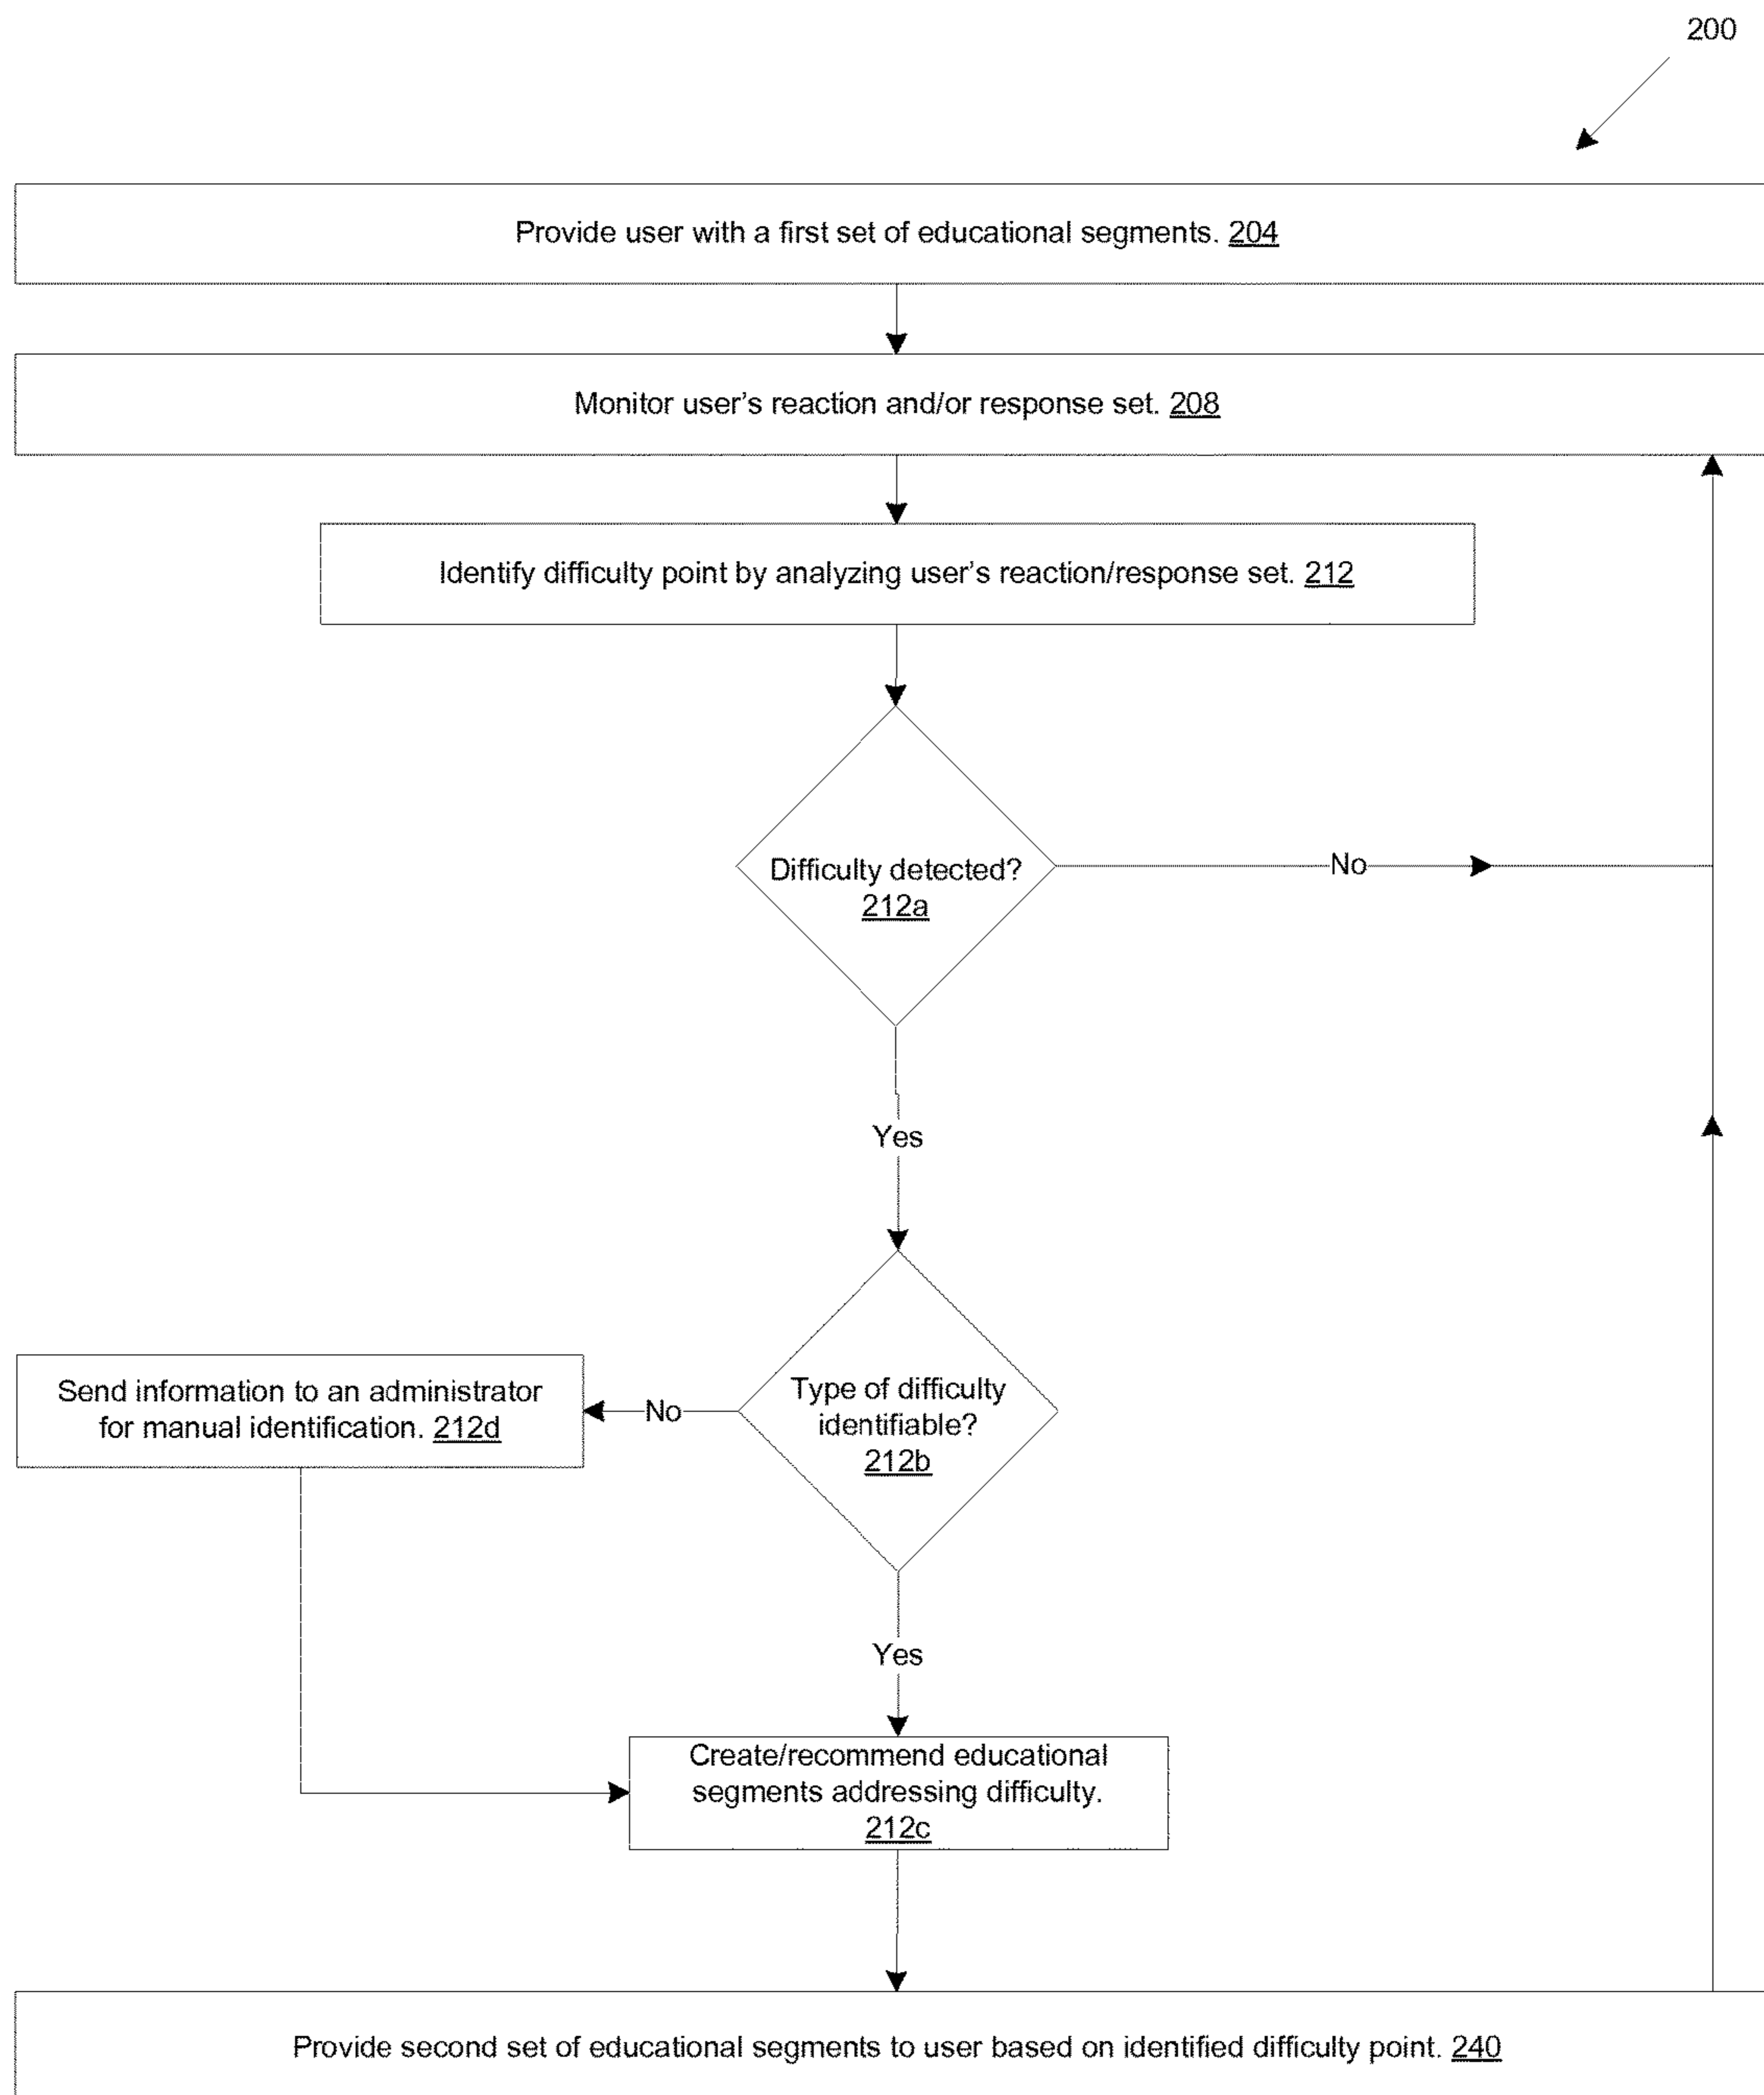 200
Provide user with a first set of educational segments. 204
Monitor user's reaction and/or response set. 208
Identify difficulty point by analyzing user's reaction/response set. 212
Difficulty detected?
212a
No
Yes
Type of difficulty
identifiable?
212b
No
Send information to an administrator
for manual identification. 212d
Yes
Create/recommend educational
segments addressing difficulty.
212c
Provide second set of educational segments to user based on identified difficulty point. 240